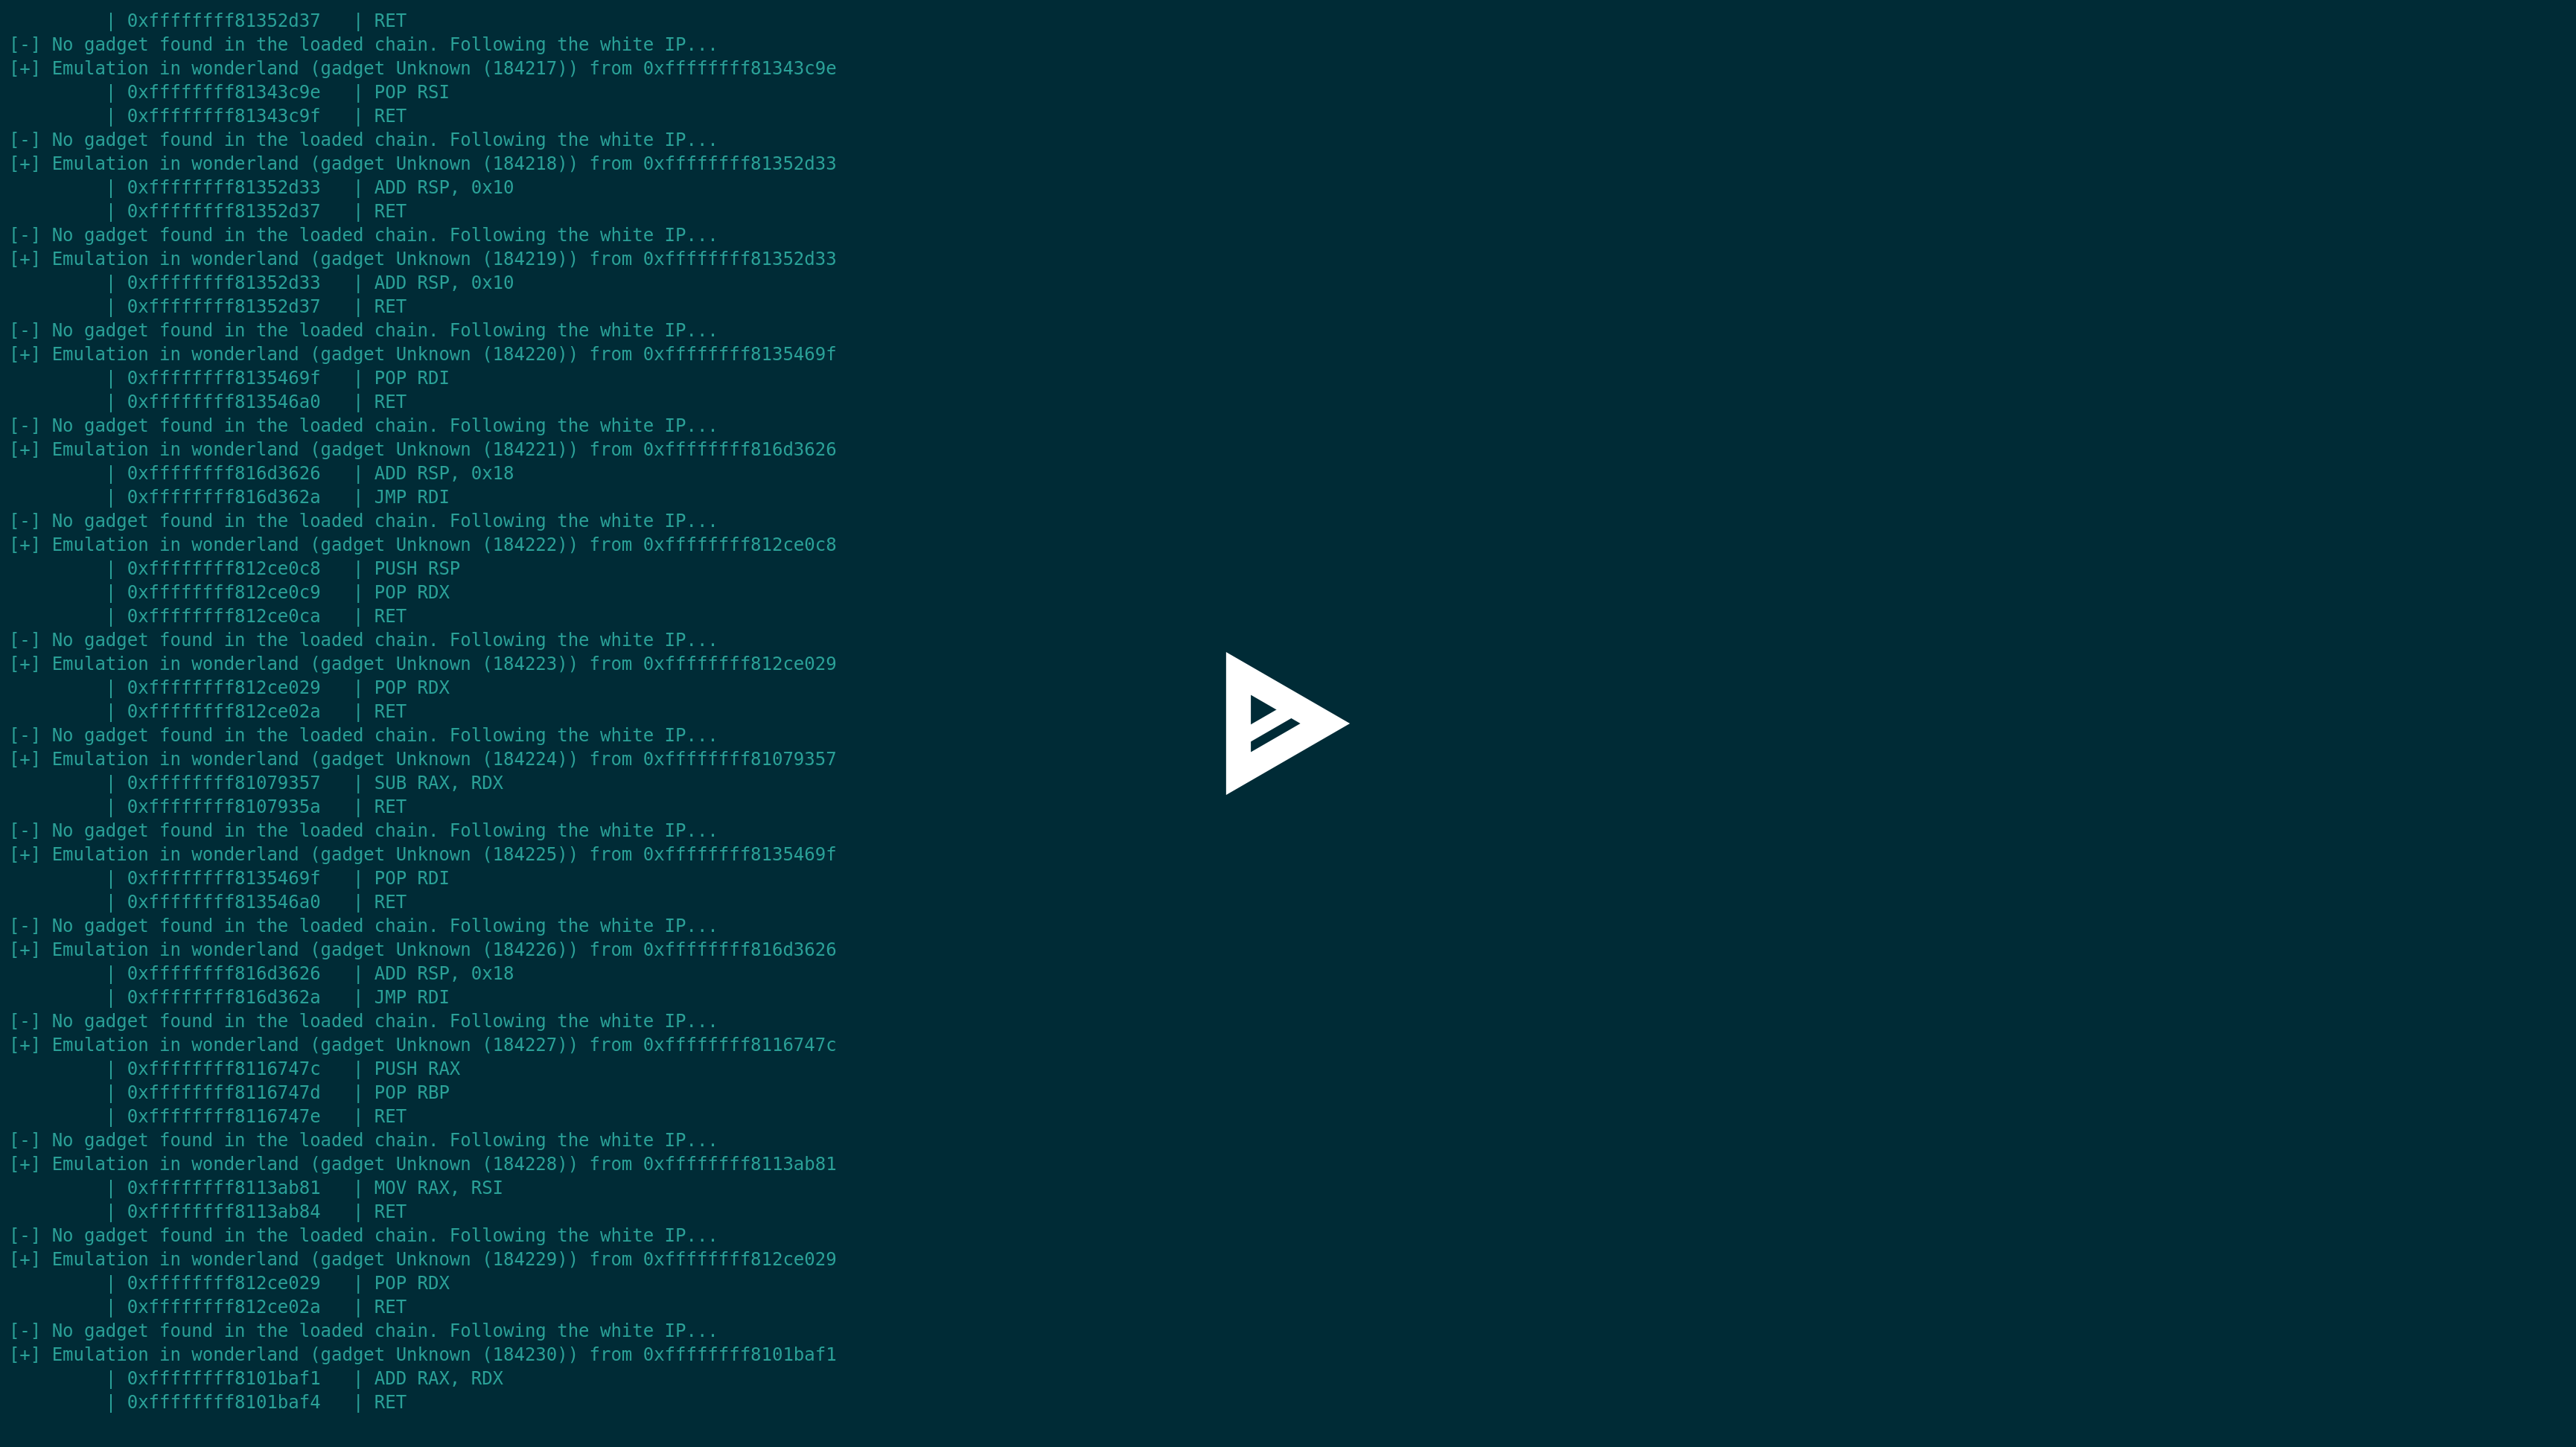 | 0xffffffff81352d37   | RET
[-] No gadget found in the loaded chain. Following the white IP...
[+] Emulation in wonderland (gadget Unknown (184217)) from 0xffffffff81343c9e
| 0xffffffff81343c9e   | POP RSI
| 0xffffffff81343c9f   | RET
[-] No gadget found in the loaded chain. Following the white IP...
[+] Emulation in wonderland (gadget Unknown (184218)) from 0xffffffff81352d33
| 0xffffffff81352d33   | ADD RSP, 0x10
| 0xffffffff81352d37   | RET
[-] No gadget found in the loaded chain. Following the white IP...
[+] Emulation in wonderland (gadget Unknown (184219)) from 0xffffffff81352d33
| 0xffffffff81352d33   | ADD RSP, 0x10
| 0xffffffff81352d37   | RET
[-] No gadget found in the loaded chain. Following the white IP...
[+] Emulation in wonderland (gadget Unknown (184220)) from 0xffffffff8135469f
| 0xffffffff8135469f   | POP RDI
| 0xffffffff813546a0   | RET
[-] No gadget found in the loaded chain. Following the white IP...
[+] Emulation in wonderland (gadget Unknown (184221)) from 0xffffffff816d3626
| 0xffffffff816d3626   | ADD RSP, 0x18
| 0xffffffff816d362a   | JMP RDI
[-] No gadget found in the loaded chain. Following the white IP...
[+] Emulation in wonderland (gadget Unknown (184222)) from 0xffffffff812ce0c8
| 0xffffffff812ce0c8   | PUSH RSP
| 0xffffffff812ce0c9   | POP RDX
| 0xffffffff812ce0ca   | RET
[-] No gadget found in the loaded chain. Following the white IP...
[+] Emulation in wonderland (gadget Unknown (184223)) from 0xffffffff812ce029
| 0xffffffff812ce029   | POP RDX
| 0xffffffff812ce02a   | RET
[-] No gadget found in the loaded chain. Following the white IP...
[+] Emulation in wonderland (gadget Unknown (184224)) from 0xffffffff81079357
| 0xffffffff81079357   | SUB RAX, RDX
| 0xffffffff8107935a   | RET
[-] No gadget found in the loaded chain. Following the white IP...
[+] Emulation in wonderland (gadget Unknown (184225)) from 0xffffffff8135469f
| 0xffffffff8135469f   | POP RDI
| 0xffffffff813546a0   | RET
[-] No gadget found in the loaded chain. Following the white IP...
[+] Emulation in wonderland (gadget Unknown (184226)) from 0xffffffff816d3626
| 0xffffffff816d3626   | ADD RSP, 0x18
| 0xffffffff816d362a   | JMP RDI
[-] No gadget found in the loaded chain. Following the white IP...
[+] Emulation in wonderland (gadget Unknown (184227)) from 0xffffffff8116747c
| 0xffffffff8116747c   | PUSH RAX
| 0xffffffff8116747d   | POP RBP
| 0xffffffff8116747e   | RET
[-] No gadget found in the loaded chain. Following the white IP...
[+] Emulation in wonderland (gadget Unknown (184228)) from 0xffffffff8113ab81
| 0xffffffff8113ab81   | MOV RAX, RSI
| 0xffffffff8113ab84   | RET
[-] No gadget found in the loaded chain. Following the white IP...
[+] Emulation in wonderland (gadget Unknown (184229)) from 0xffffffff812ce029
| 0xffffffff812ce029   | POP RDX
| 0xffffffff812ce02a   | RET
[-] No gadget found in the loaded chain. Following the white IP...
[+] Emulation in wonderland (gadget Unknown (184230)) from 0xffffffff8101baf1
| 0xffffffff8101baf1   | ADD RAX, RDX
| 0xffffffff8101baf4   | RET